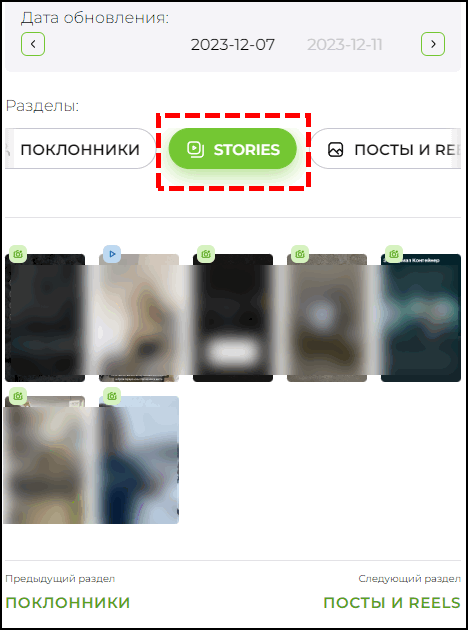 Дата обновления:
2023-12-07 2023-12-11
Разделы:
ПОКЛОННИКИ STORIES ПОСТЫ И REE
Контейнер
Предыдущий раздел Следующий раздел
ПОКЛОННИКИ ПОСТЫ И REELS